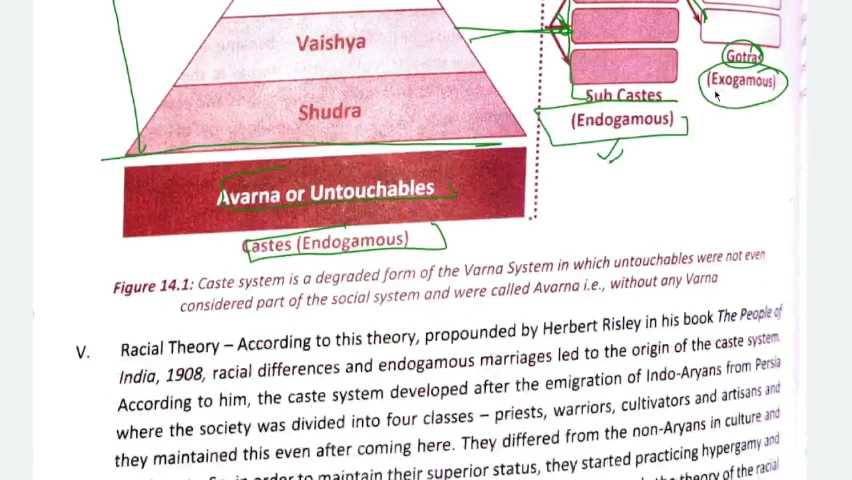 Vaishya
Shudra
Avarna or Untouchables
Castes (Endogamous)
Sub Castes
(Endogamous)
Gotras
(Exogamous)
Figure 14.1: Caste system is a degraded form of the Varna System in which untouchables were not even
considered part of the social system and were called Avarna i.e., without any Varna
V. Racial Theory – According to this theory, propounded by Herbert Risley in his book The People of
India, 1908, racial differences and endogamous marriages led to the origin of the caste system.
According to him, the caste system developed after the emigration of Indo-Aryans from Persia
where the society was divided into four classes – priests, warriors, cultivators and artisans and
they maintained this even after coming here. They differed from the non-Aryans in culture and
in order to maintain their superior status, they started practicing hypergamy and
the theory of the racial